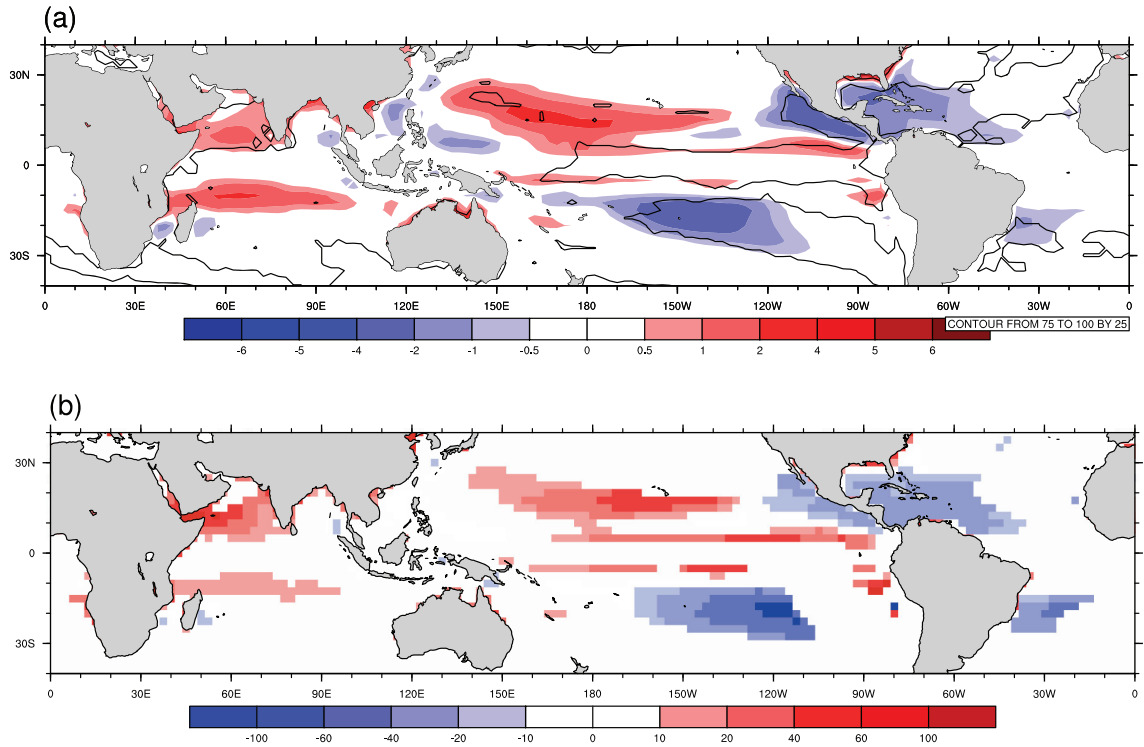 (a)
30N
0
30S
0 30E 60E 90E 120E 150E 180 150W 120W 90W 60W 30W 0
CONTOUR FROM 75 TO 100 BY 25
-6 -5 -4 -2 -1 -0.5 0 0.5 1 2 4 5 6
(b)
30N
0
30S
0 30E 60E 90E 120E 150E 180 150W 120W 90W 60W 30W 0
-100 -60 -40 -20 -10 0 10 20 40 60 100